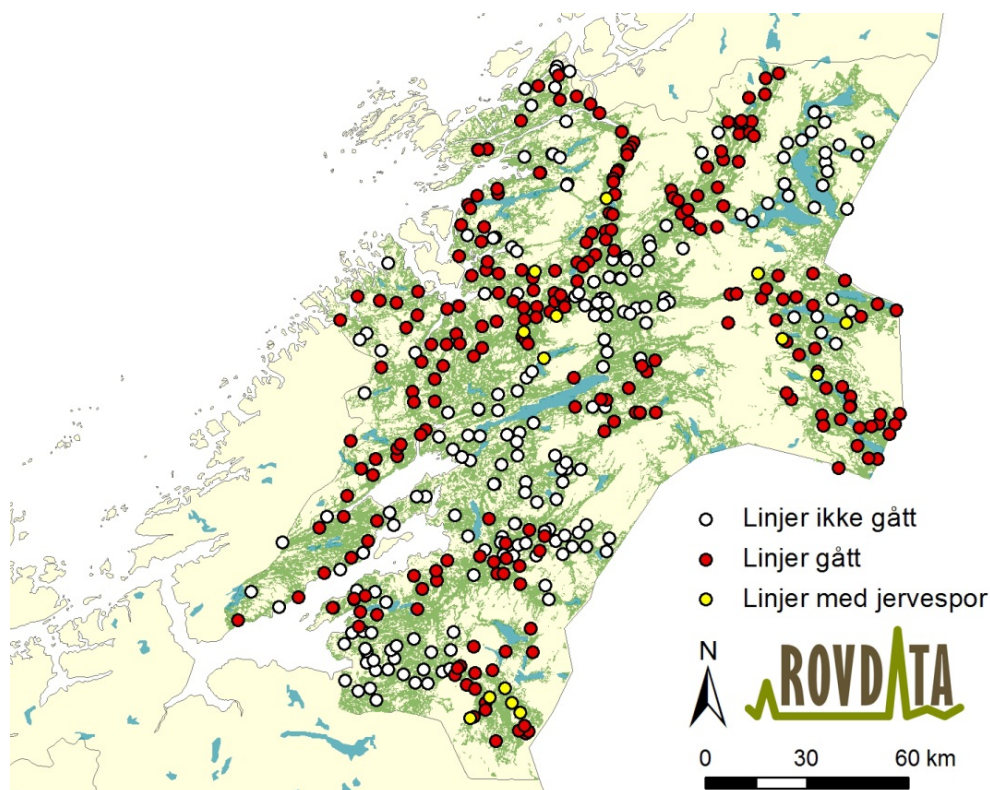 Linjer ikke gått
Linjer gått
Linjer med jervespor
N
ROVDATA
0 30 60 km